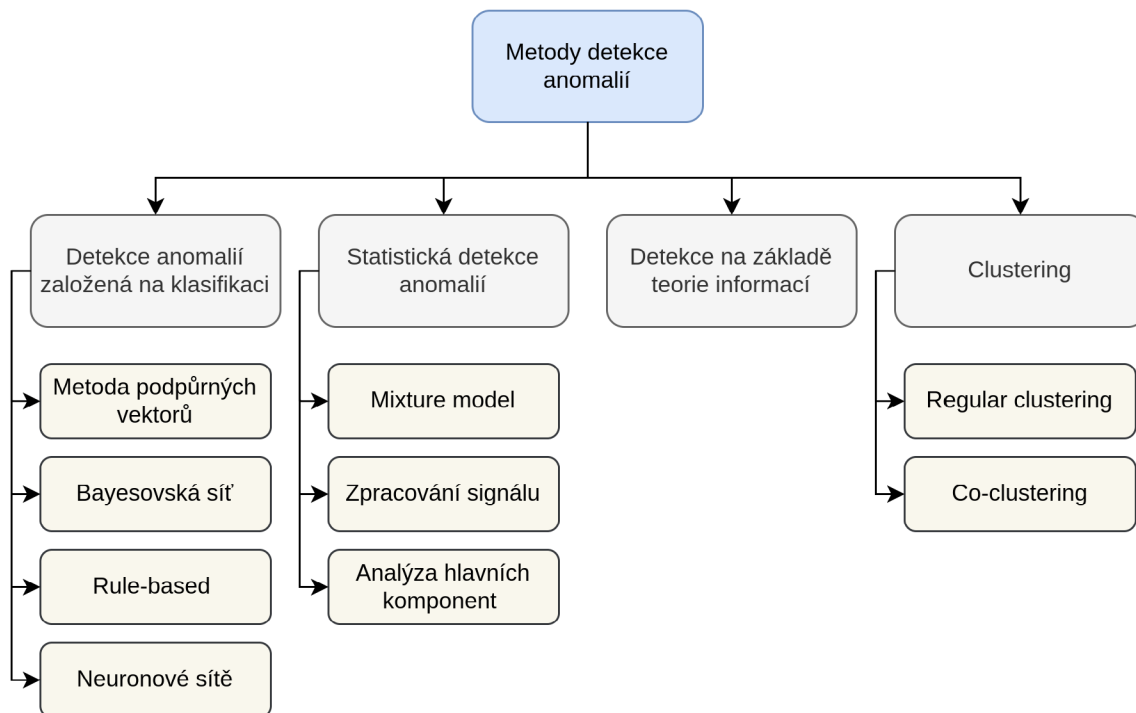 Metody detekce
anomalií
Detekce anomalií
založená na klasifikaci
Statistická detekce
anomalií
Detekce na základě
teorie informací
Clustering
Metoda podpůrných
vektorů
Bayesovská síť
Rule-based
Neuronové sítě
Mixture model
Zpracování signálu
Analýza hlavních
komponent
Regular clustering
Co-clustering